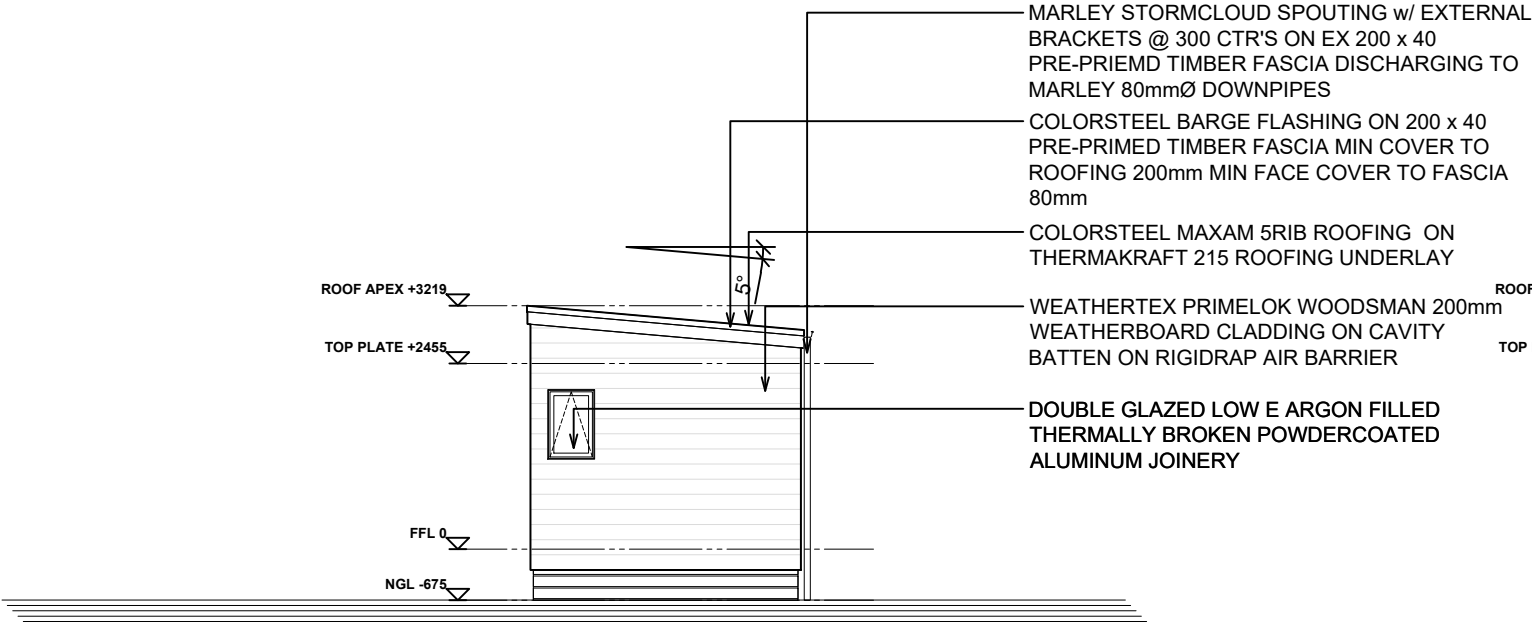 MARLEY STORMCLOUD SPOUTING w/ EXTERNAL
BRACKETS @ 300 CTR'S ON EX 200 x 40
PRE-PRIEMD TIMBER FASCIA DISCHARGING TO
MARLEY 80mmØ DOWNPIPES
COLORSTEEL BARGE FLASHING ON 200 x 40
PRE-PRIMED TIMBER FASCIA MIN COVER TO
ROOFING 200mm MIN FACE COVER TO FASCIA
80mm
COLORSTEEL MAXAM 5RIB ROOFING ON
THERMAKRAFT 215 ROOFING UNDERLAY
5°
ROOF APEX +3219
ROOF
WEATHERTEX PRIMELOK WOODSMAN 200mm
WEATHERBOARD CLADDING ON CAVITY
BATTEN ON RIGIDRAP AIR BARRIER
TOP PLATE +2455
TOP
DOUBLE GLAZED LOW E ARGON FILLED
THERMALLY BROKEN POWDERCOATED
ALUMINUM JOINERY
FFL 0
NGL -675